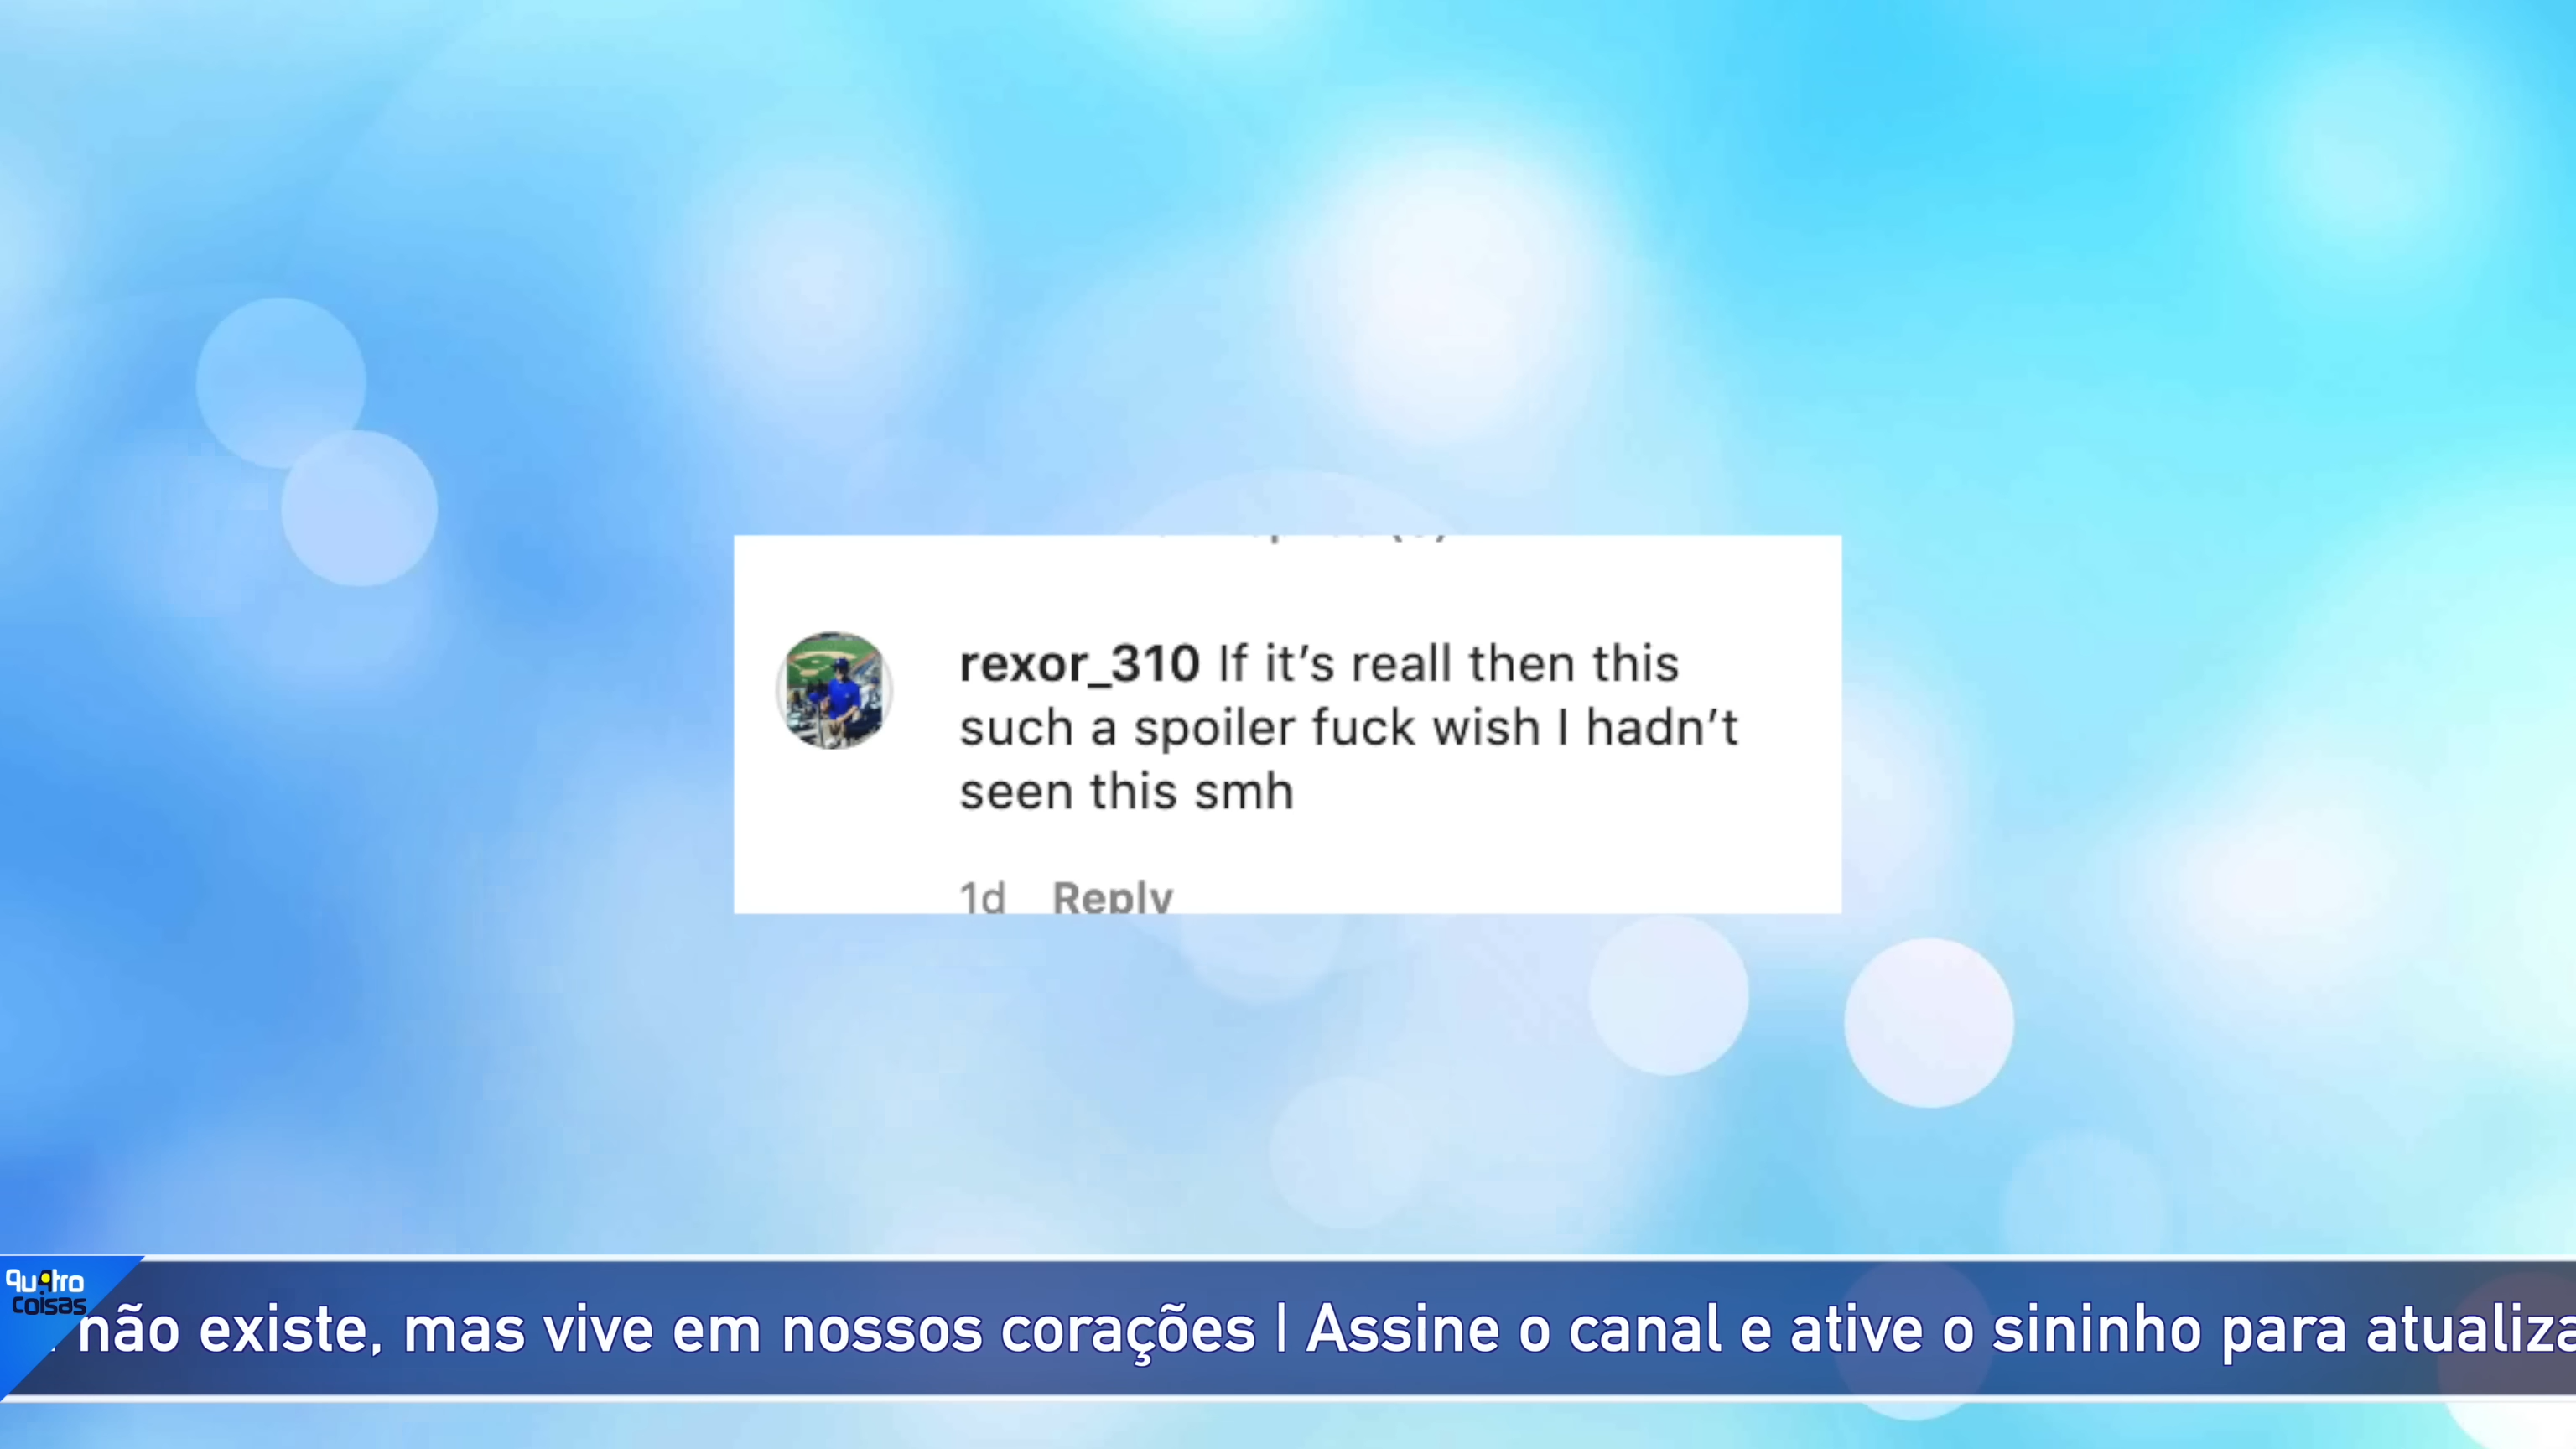 rexor_310 If it's reall then this
such a spoiler fuck wish I hadn't
seen this smh
1d Reply
quatro
coisas
não existe, mas vive em nossos corações | Assine o canal e ative o sininho para